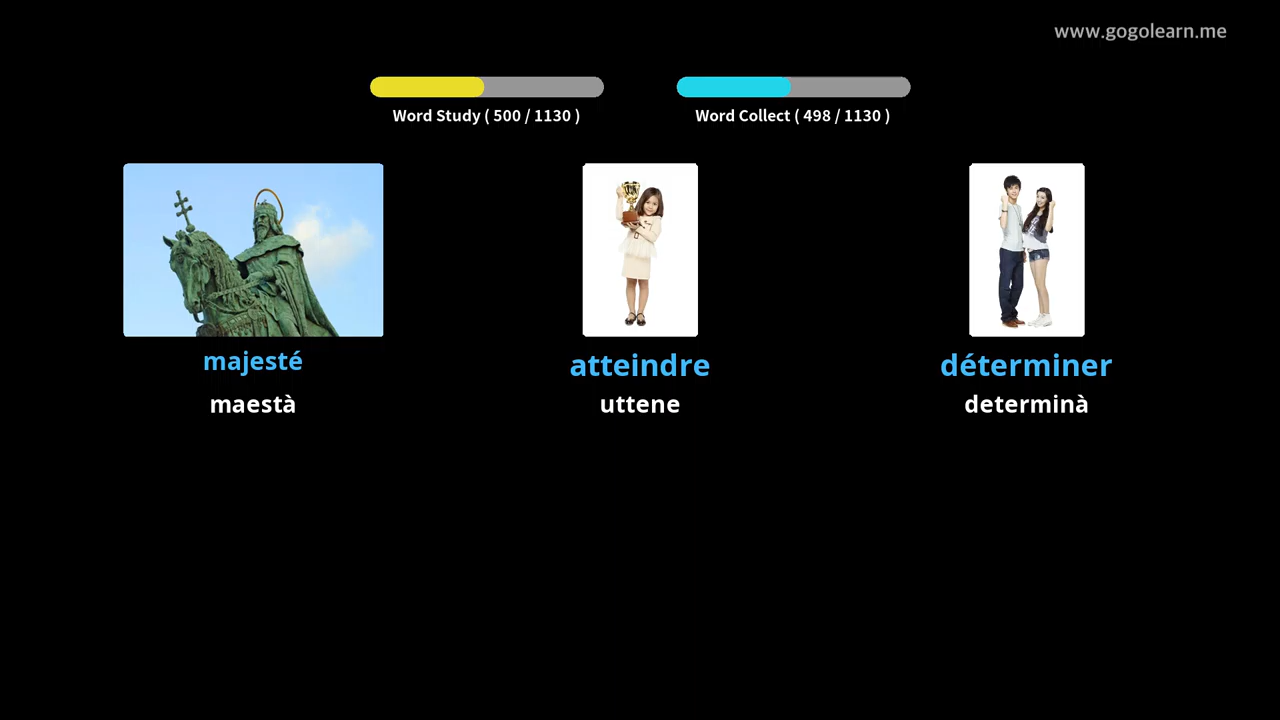 www.gogolearn.me
Word Study ( 500 / 1130 )
Word Collect ( 498 / 1130 )
majesté
atteindre
déterminer
maestà
uttene
determinà